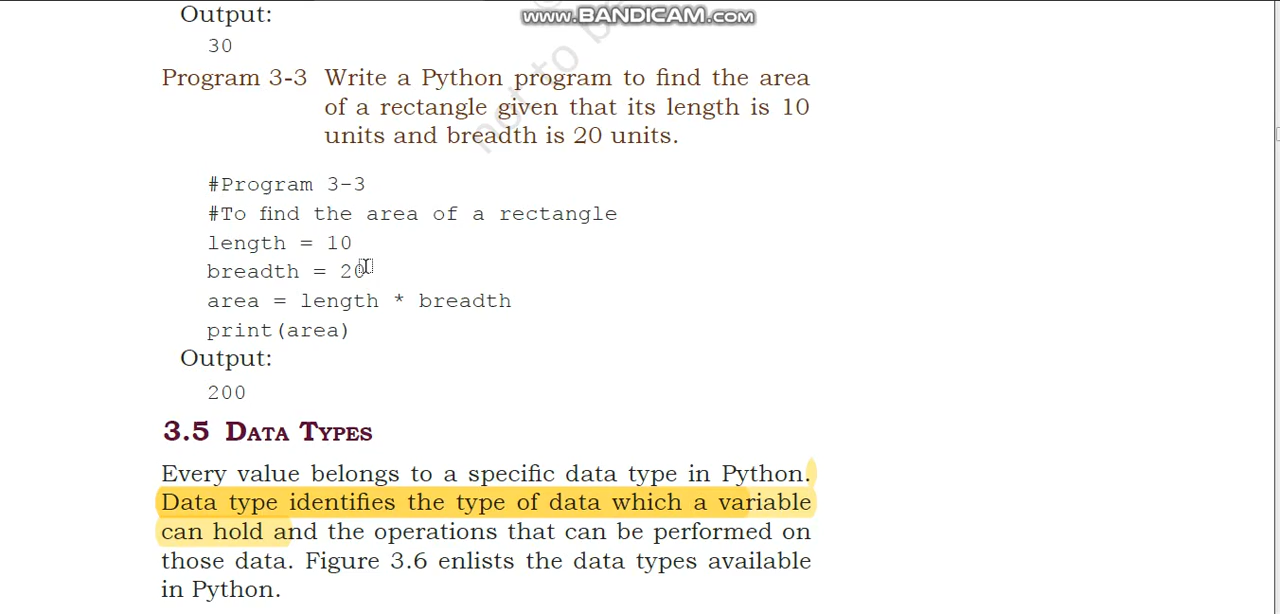 www.BANDICAM.com
Output:
30
not to b
Program 3-3 Write a Python program to find the area
of a rectangle given that its length is 10
units and breadth is 20 units.
#Program 3-3
#To find the area of a rectangle
length = 10
breadth = 20
area = length * breadth
print(area)
Output:
200
3.5 DATA TYPES
Every value belongs to a specific data type in Python.
Data type identifies the type of data which a variable
can hold and the operations that can be performed on
those data. Figure 3.6 enlists the data types available
in Python.